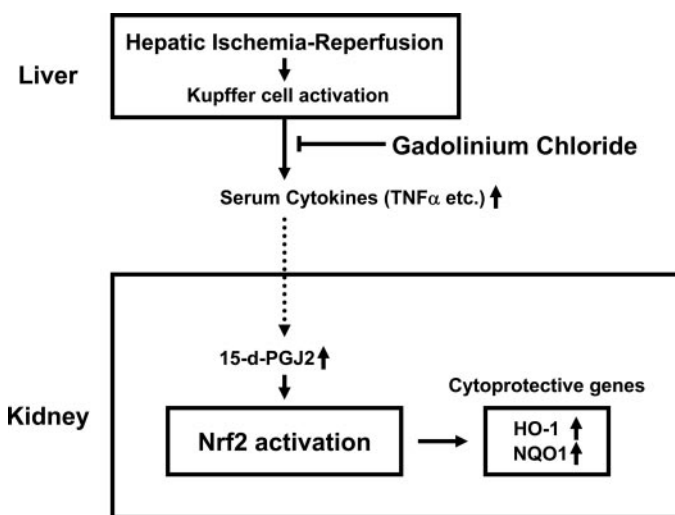 Hepatic Ischemia-Reperfusion
Liver
Kupffer cell activation
Gadolinium Chloride
Serum Cytokines (TNFα etc.)
15-d-PGJ2
Cytoprotective genes
Kidney
Nrf2 activation
HO-1
NQO1